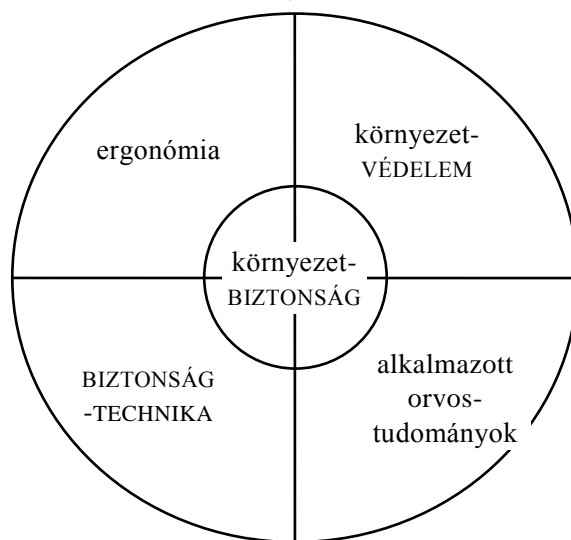 ergonómia
környezet-
VÉDELEM
környezet-
BIZTONSÁG
BIZTONSÁG
-TECHNIKA
alkalmazott
orvos-
tudományok